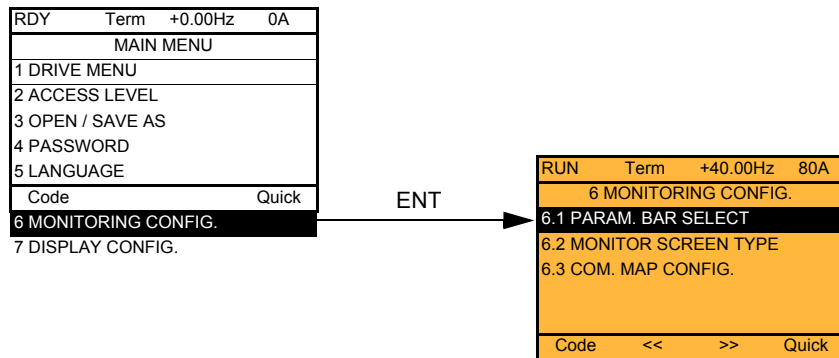 RDY Term +0.00Hz 0A
MAIN MENU
1 DRIVE MENU
2 ACCESS LEVEL
3 OPEN / SAVE AS
4 PASSWORD
5 LANGUAGE
Code Quick
6 MONITORING CONFIG.
7 DISPLAY CONFIG.
ENT
RUN Term +40.00Hz 80A
6 MONITORING CONFIG.
6.1 PARAM. BAR SELECT
6.2 MONITOR SCREEN TYPE
6.3 COM. MAP CONFIG.
Code << >> Quick